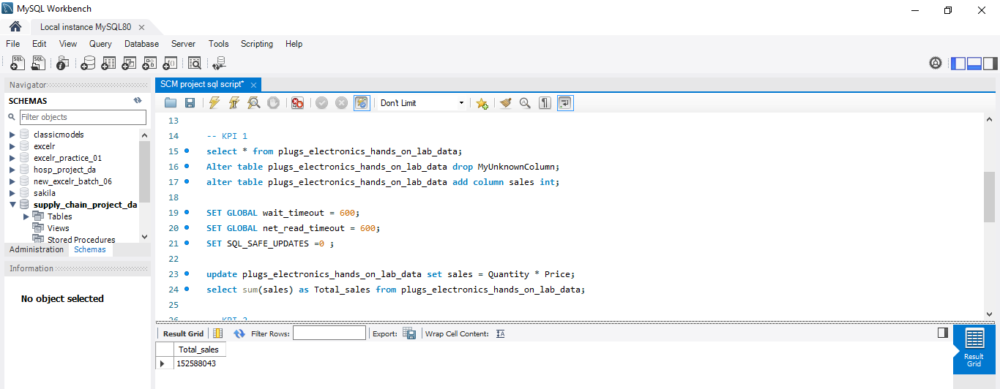 MySQL Workbench
Local instance MySQL80
File Edit View Query Database Server Tools Scripting Help
Navigator
SCHEMAS
Filter objects
classicmodels
excelr
excelr_practice_01
hosp_project_da
new_excelr_batch_06
sakila
supply_chain_project_da
Tables
Views
Stored Procedures
Administration Schemas
Information
No object selected
SCM project sql script*
Don't Limit
13
14 -- KPI 1
15 select * from plugs_electronics_hands_on_lab_data;
16 Alter table plugs_electronics_hands_on_lab_data drop MyUnknownColumn;
17 alter table plugs_electronics_hands_on_lab_data add column sales int;
18
19 SET GLOBAL wait_timeout = 600;
20 SET GLOBAL net_read_timeout = 600;
21 SET SQL_SAFE_UPDATES =0 ;
22
23 update plugs_electronics_hands_on_lab_data set sales = Quantity * Price;
24 select sum(sales) as Total_sales from plugs_electronics_hands_on_lab_data;
25
26 -- KPI 2
Result Grid Filter Rows: Export: Wrap Cell Content:
Total_sales
152588043
Result
Grid